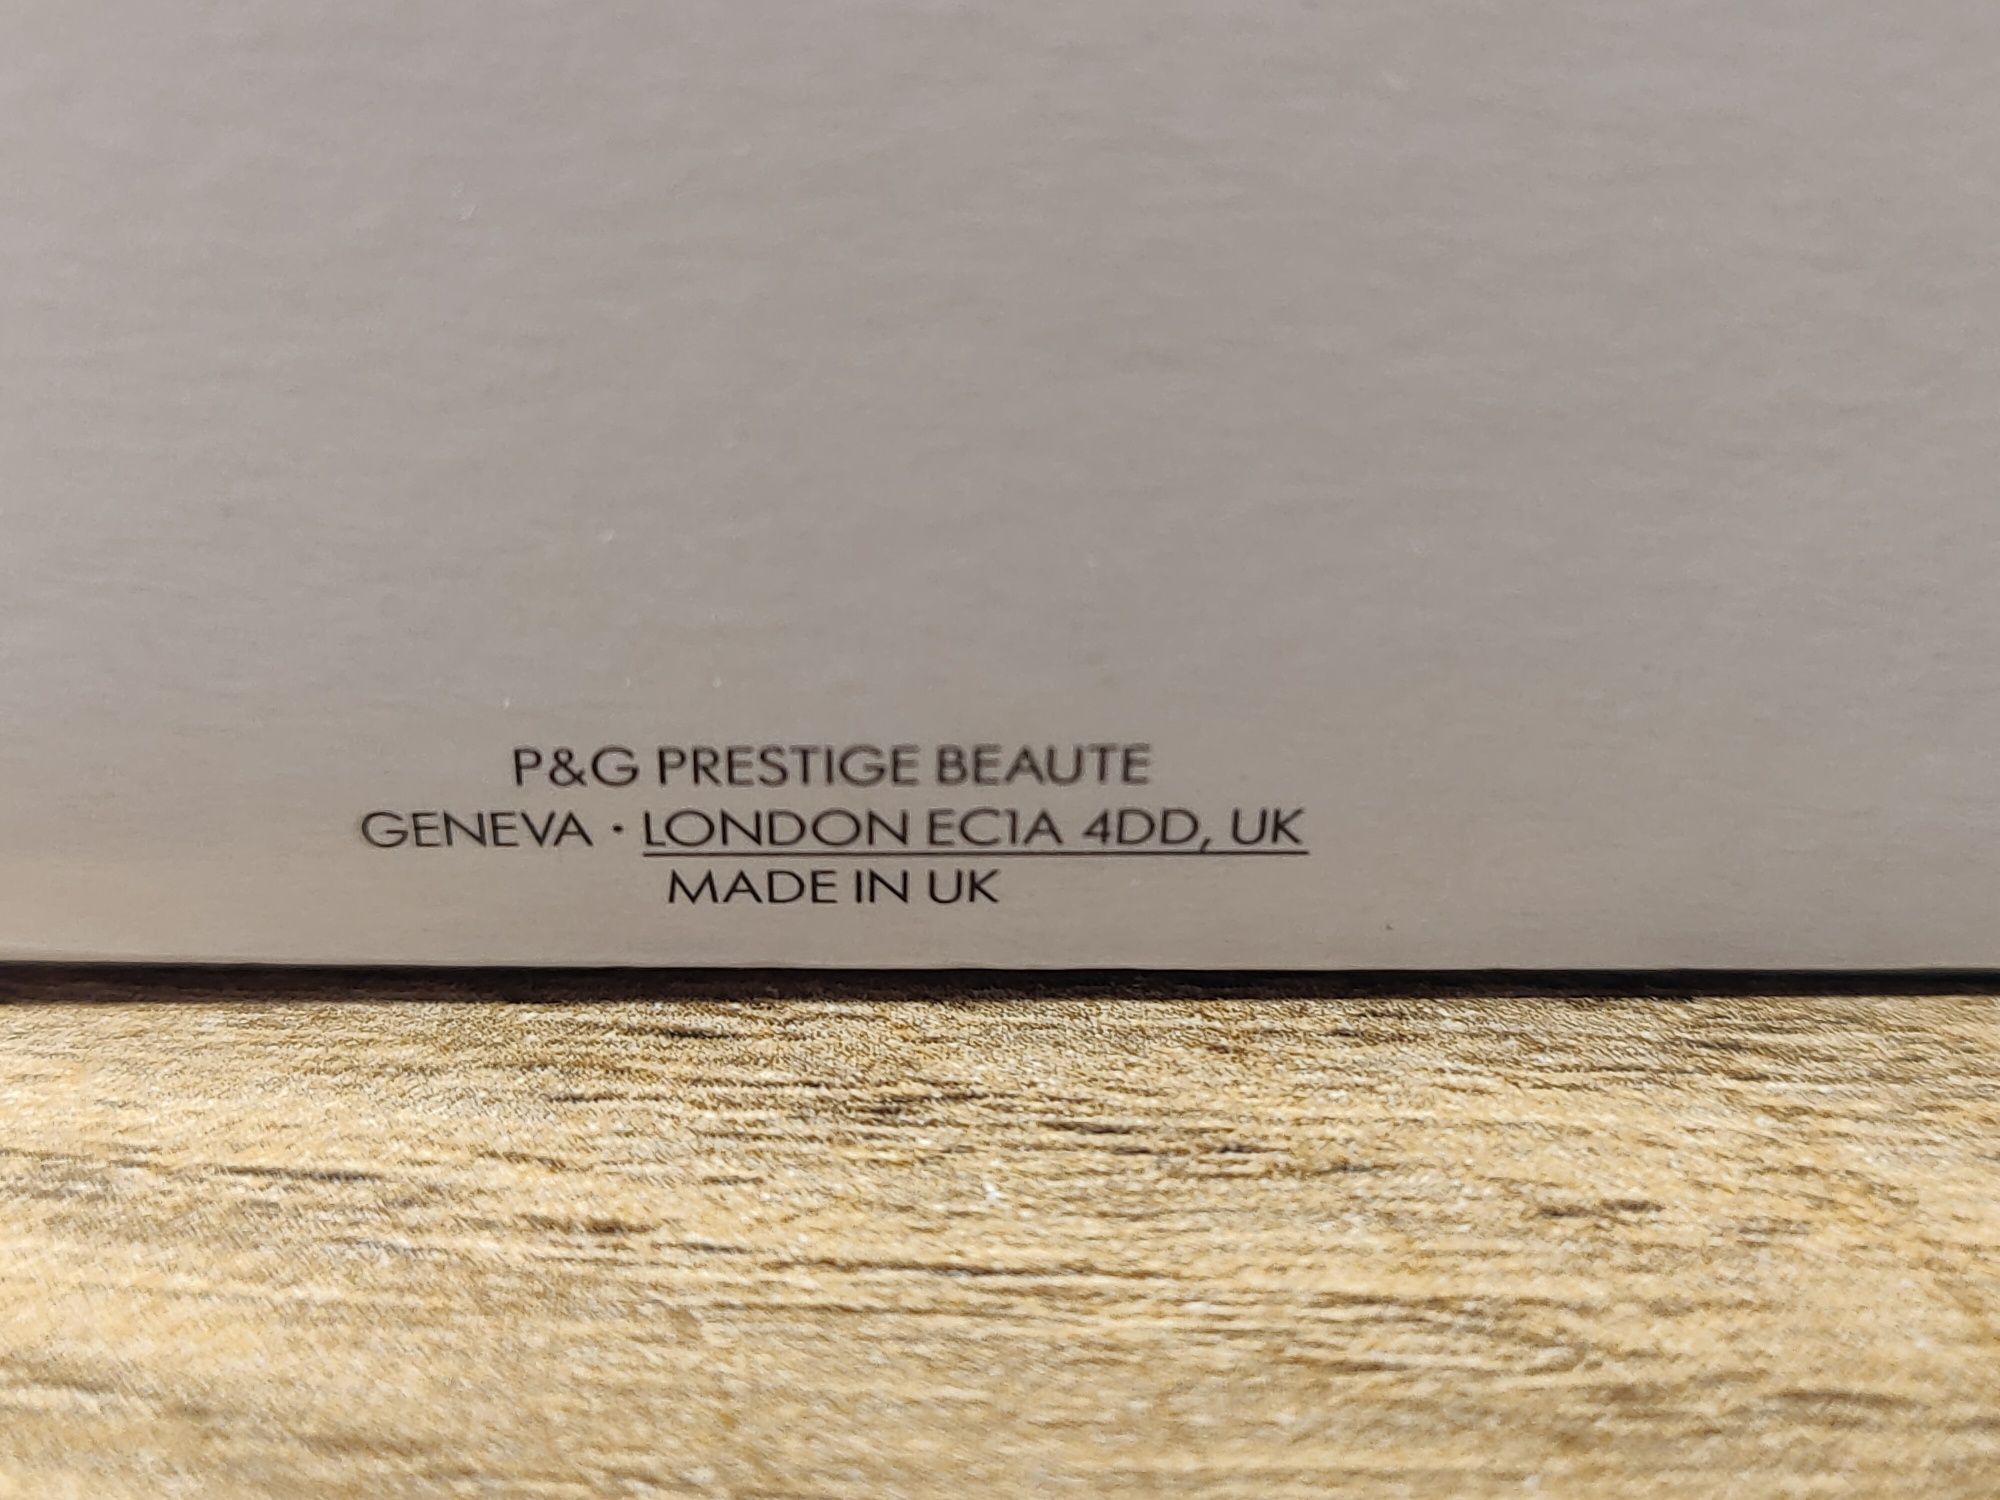 P&G PRESTIGE BEAUTE
GENEVA · LONDON EC1A 4DD, UK
MADE IN UK